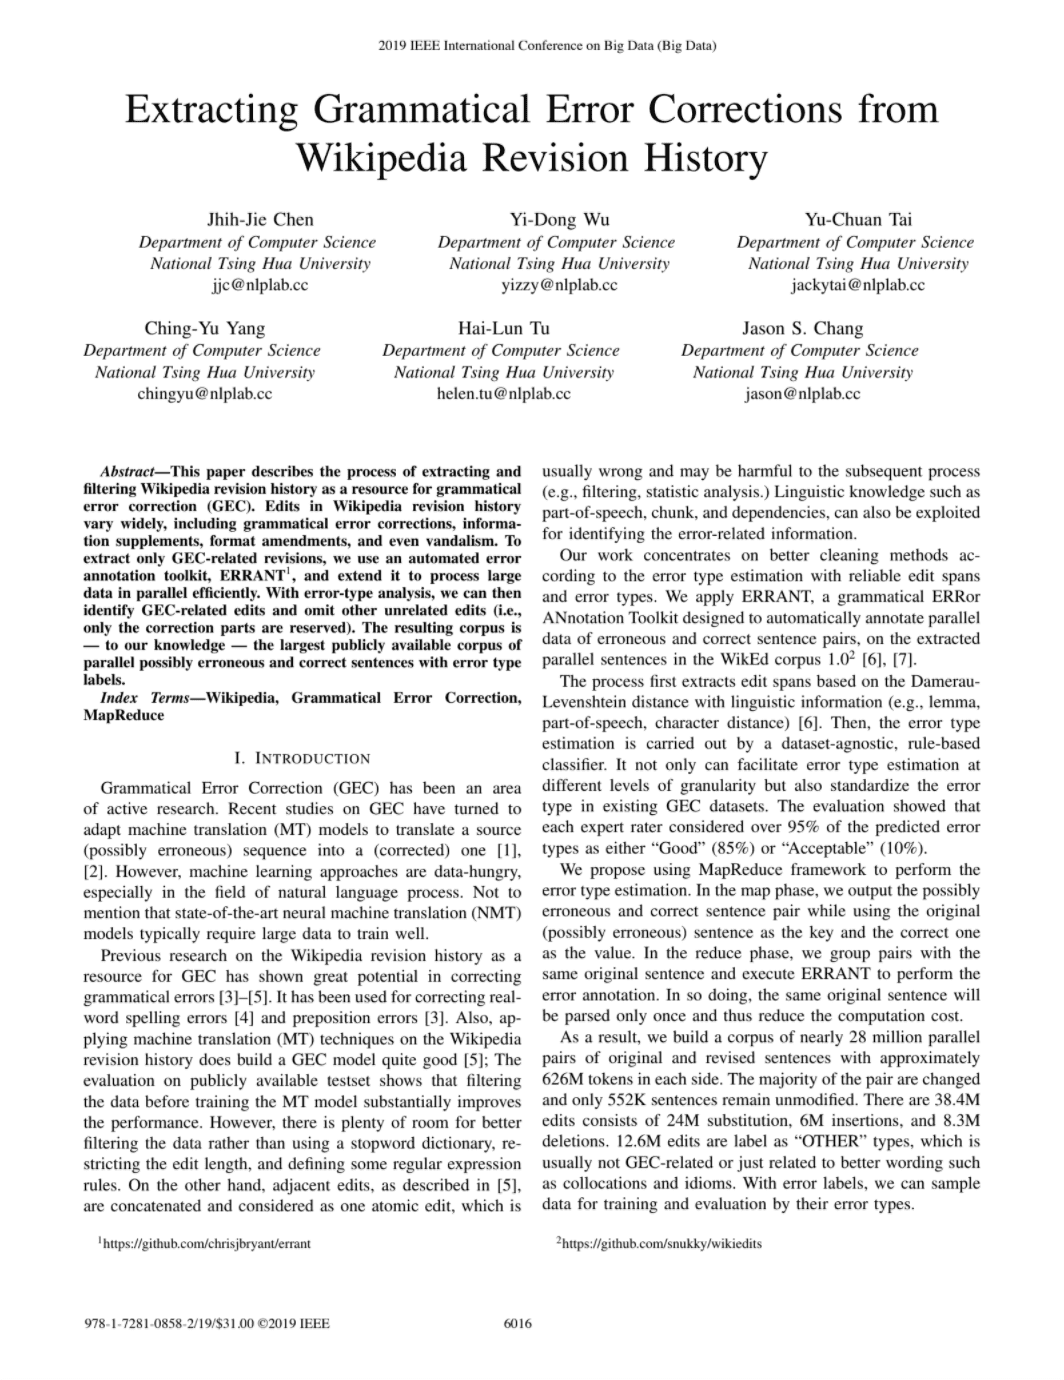 2019 IEEE International Conference on Big Data (Big Data)
Extracting Grammatical Error Corrections from
Wikipedia Revision History
Jhih-Jie Chen
Department of Computer Science
National Tsing Hua University
jjc@nlplab.cc
Yi-Dong Wu
Department of Computer Science
National Tsing Hua University
yizzy@nlplab.cc
Yu-Chuan Tai
Department of Computer Science
National Tsing Hua University
jackytai@nlplab.cc
Ching-Yu Yang
Department of Computer Science
National Tsing Hua University
chingyu@nlplab.cc
Hai-Lun Tu
Department of Computer Science
National Tsing Hua University
helen.tu@nlplab.cc
Jason S. Chang
Department of Computer Science
National Tsing Hua University
jason@nlplab.cc
Abstract—This paper describes the process of extracting and
filtering Wikipedia revision history as a resource for grammatical
error correction (GEC). Edits in Wikipedia revision history
vary widely, including grammatical error corrections, informa-
tion supplements, format amendments, and even vandalism. To
extract only GEC-related revisions, we use an automated error
annotation toolkit, ERRANT1, and extend it to process large
data in parallel efficiently. With error-type analysis, we can then
identify GEC-related edits and omit other unrelated edits (i.e.,
only the correction parts are reserved). The resulting corpus is
— to our knowledge — the largest publicly available corpus of
parallel possibly erroneous and correct sentences with error type
labels.
Index Terms—Wikipedia, Grammatical Error Correction,
MapReduce
I. INTRODUCTION
Grammatical Error Correction (GEC) has been an area
of active research. Recent studies on GEC have turned to
adapt machine translation (MT) models to translate a source
(possibly erroneous) sequence into a (corrected) one [1],
[2]. However, machine learning approaches are data-hungry,
especially in the field of natural language process. Not to
mention that state-of-the-art neural machine translation (NMT)
models typically require large data to train well.
Previous research on the Wikipedia revision history as a
resource for GEC has shown great potential in correcting
grammatical errors [3]–[5]. It has been used for correcting real-
word spelling errors [4] and preposition errors [3]. Also, ap-
plying machine translation (MT) techniques on the Wikipedia
revision history does build a GEC model quite good [5]; The
evaluation on publicly available testset shows that filtering
the data before training the MT model substantially improves
the performance. However, there is plenty of room for better
filtering the data rather than using a stopword dictionary, re-
stricting the edit length, and defining some regular expression
rules. On the other hand, adjacent edits, as described in [5],
are concatenated and considered as one atomic edit, which is
1https://github.com/chrisjbryant/errant
usually wrong and may be harmful to the subsequent process
(e.g., filtering, statistic analysis.) Linguistic knowledge such as
part-of-speech, chunk, and dependencies, can also be exploited
for identifying the error-related information.
Our work concentrates on better cleaning methods ac-
cording to the error type estimation with reliable edit spans
and error types. We apply ERRANT, a grammatical ERRor
ANnotation Toolkit designed to automatically annotate parallel
data of erroneous and correct sentence pairs, on the extracted
parallel sentences in the WikEd corpus 1.02 [6], [7].
The process first extracts edit spans based on the Damerau-
Levenshtein distance with linguistic information (e.g., lemma,
part-of-speech, character distance) [6]. Then, the error type
estimation is carried out by a dataset-agnostic, rule-based
classifier. It not only can facilitate error type estimation at
different levels of granularity but also standardize the error
type in existing GEC datasets. The evaluation showed that
each expert rater considered over 95% of the predicted error
types as either “Good” (85%) or “Acceptable” (10%).
We propose using MapReduce framework to perform the
error type estimation. In the map phase, we output the possibly
erroneous and correct sentence pair while using the original
(possibly erroneous) sentence as the key and the correct one
as the value. In the reduce phase, we group pairs with the
same original sentence and execute ERRANT to perform the
error annotation. In so doing, the same original sentence will
be parsed only once and thus reduce the computation cost.
As a result, we build a corpus of nearly 28 million parallel
pairs of original and revised sentences with approximately
626M tokens in each side. The majority of the pair are changed
and only 552K sentences remain unmodified. There are 38.4M
edits consists of 24M substitution, 6M insertions, and 8.3M
deletions. 12.6M edits are label as “OTHER” types, which is
usually not GEC-related or just related to better wording such
as collocations and idioms. With error labels, we can sample
data for training and evaluation by their error types.
2https://github.com/snukky/wikiedits
978-1-7281-0858-2/19/$31.00 ©2019 IEEE
6016